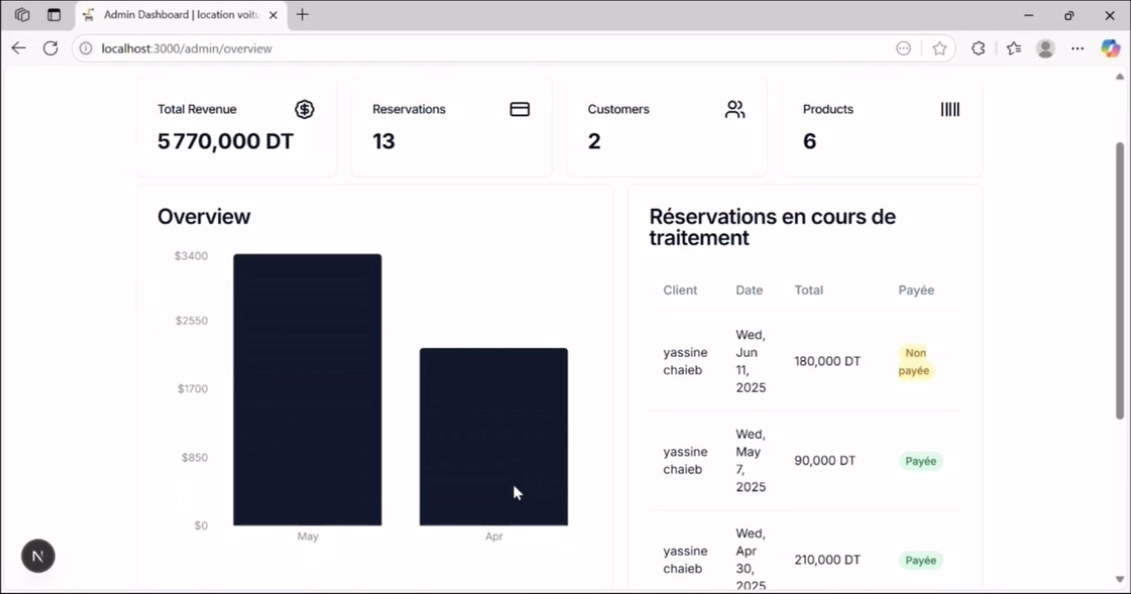 Admin Dashboard | location voitu
localhost:3000/admin/overview
Total Revenue
5 770,000 DT
Reservations
13
Customers
2
Products
6
Overview
$3400
$2550
$1700
$850
$0
May
Apr
Réservations en cours de
traitement
Client
Date
Total
Payée
yassine
chaieb
Wed,
Jun
11,
2025
180,000 DT
Non
payée
yassine
chaieb
Wed,
May
7,
2025
90,000 DT
Payée
yassine
chaieb
Wed,
Apr
30,
2025
210,000 DT
Payée
N